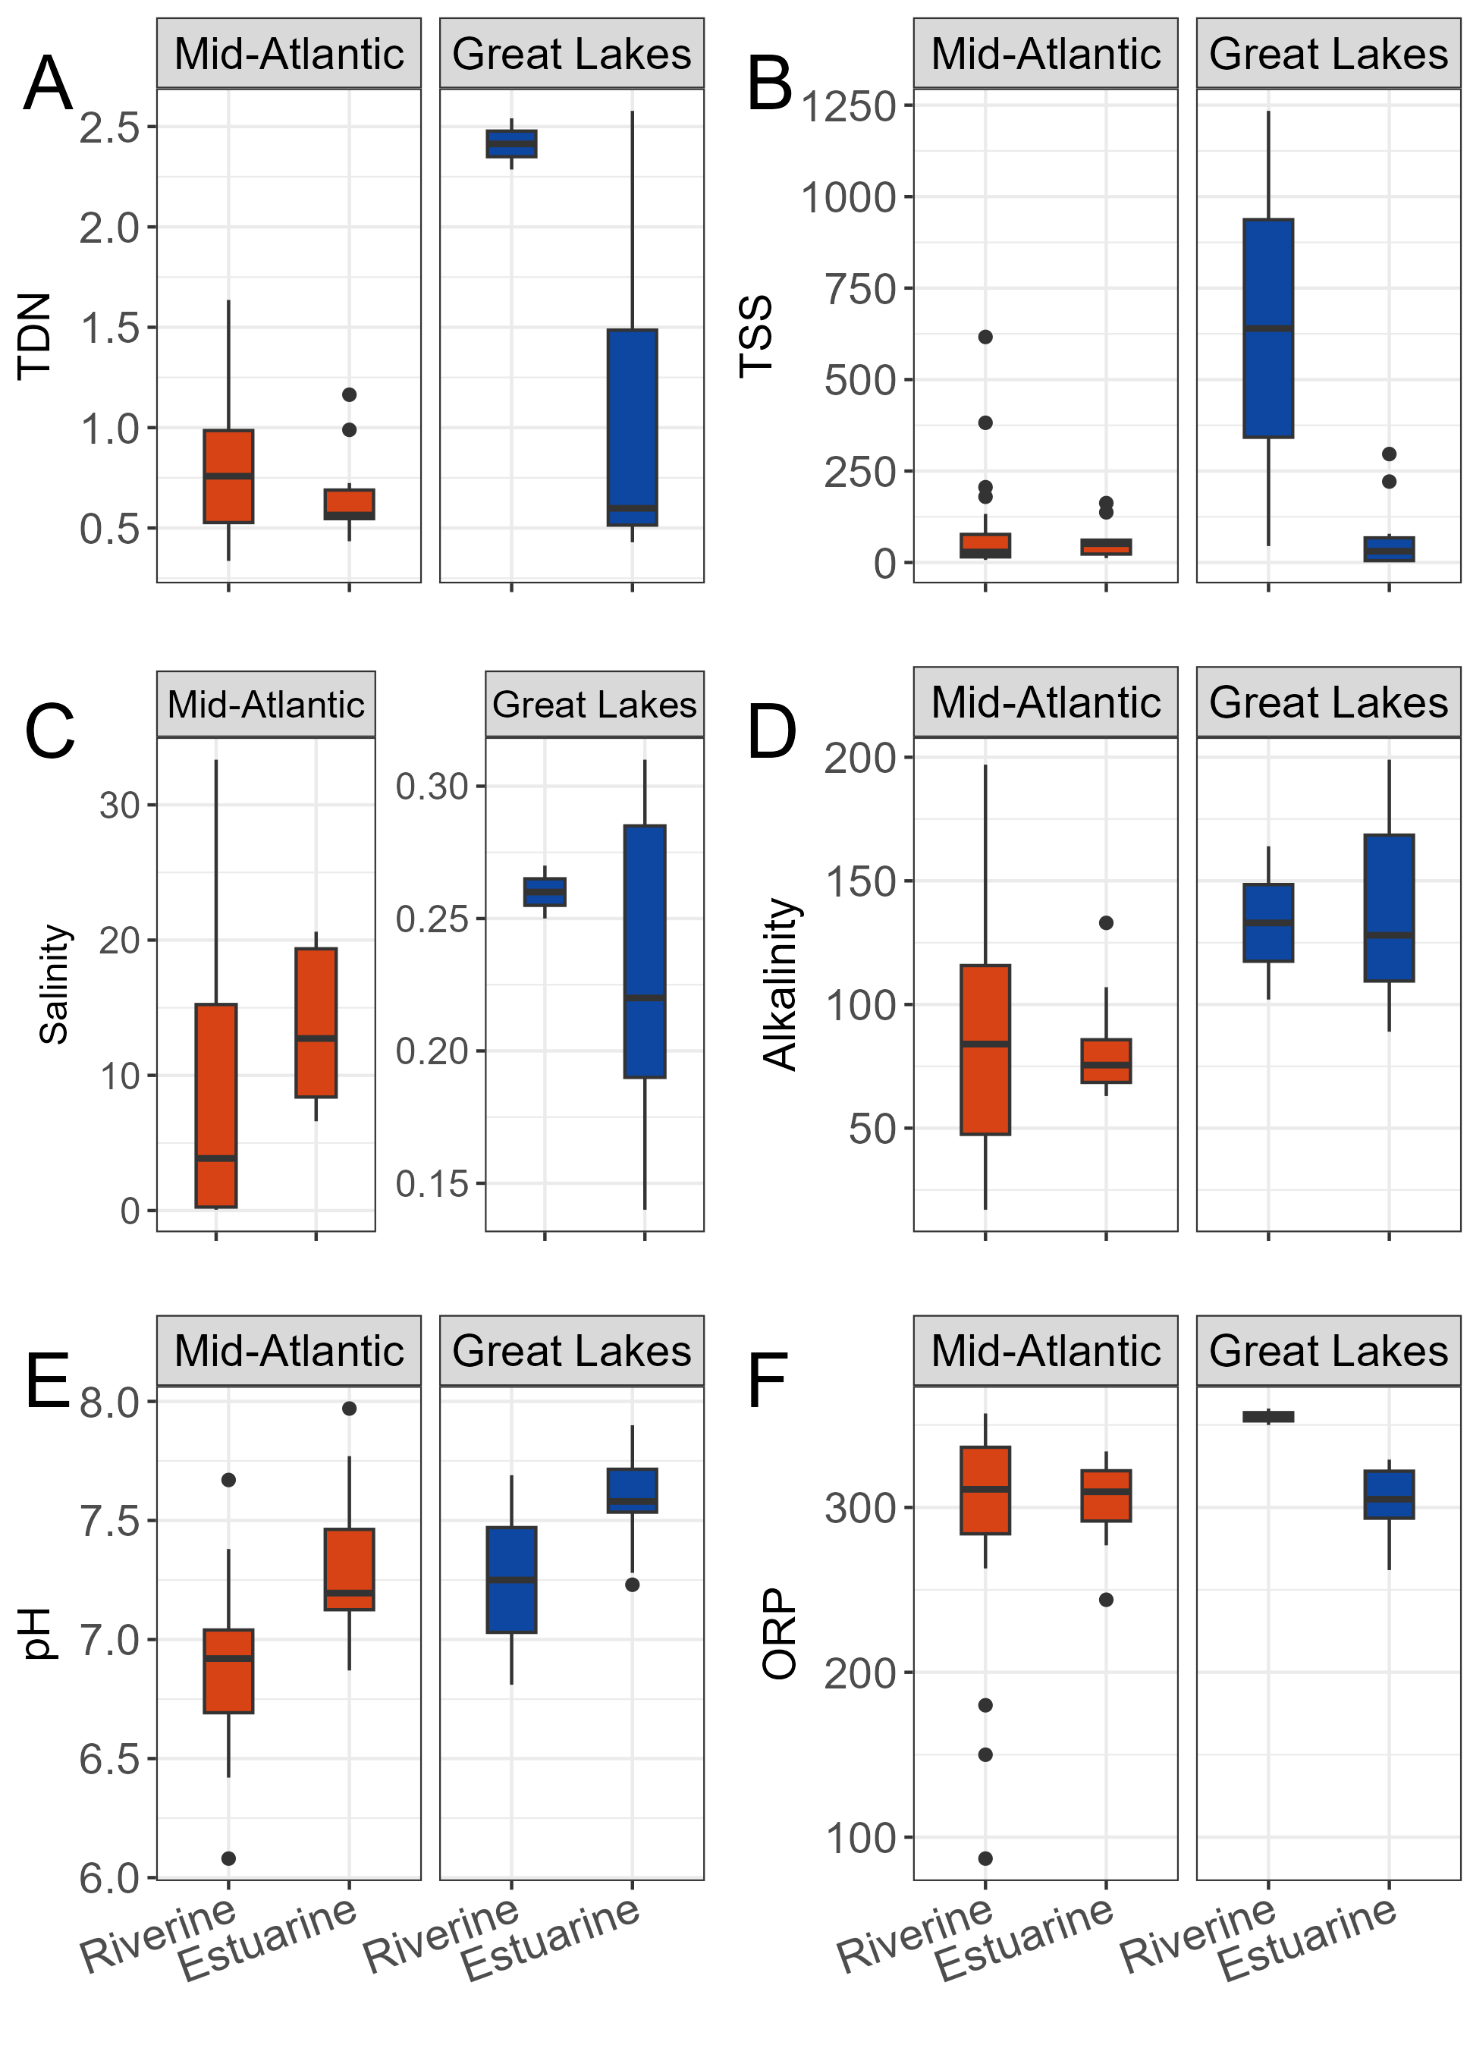 A
Mid-Atlantic
Great Lakes
2.5
2.0
1.5
1.0
0.5
TDN
B
Mid-Atlantic
Great Lakes
1250
1000
750
500
250
0
TSS
C
Mid-Atlantic
Great Lakes
30
20
10
0
Salinity
0.30
0.25
0.20
0.15
D
Mid-Atlantic
Great Lakes
200
150
100
50
Alkalinity
E
Mid-Atlantic
Great Lakes
8.0
7.5
7.0
6.5
6.0
pH
Riverine
Estuarine
Riverine
Estuarine
F
Mid-Atlantic
Great Lakes
300
200
100
ORP
Riverine
Estuarine
Riverine
Estuarine